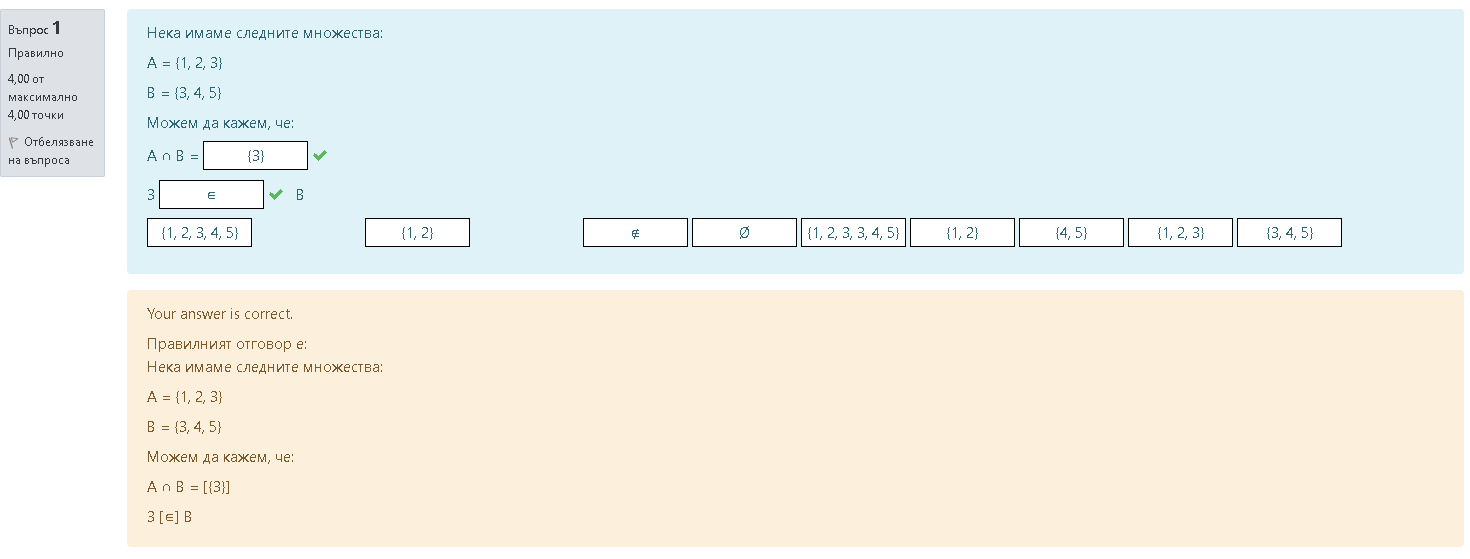 Въпрос 1
Правилно
4,00 от
максимално
4,00 точки
Отбелязване
на въпроса
Нека имаме следните множества:
A = {1, 2, 3}
B = {3, 4, 5}
Можем да кажем, че:
A ∩ B = {3}
3 ∈ B
{1, 2, 3, 4, 5} {1, 2} ∉ Ø {1, 2, 3, 3, 4, 5} {1, 2} {4, 5} {1, 2, 3} {3, 4, 5}
Your answer is correct.
Правилният отговор е:
Нека имаме следните множества:
A = {1, 2, 3}
B = {3, 4, 5}
Можем да кажем, че:
A ∩ B = [{3}]
3 [∈] B